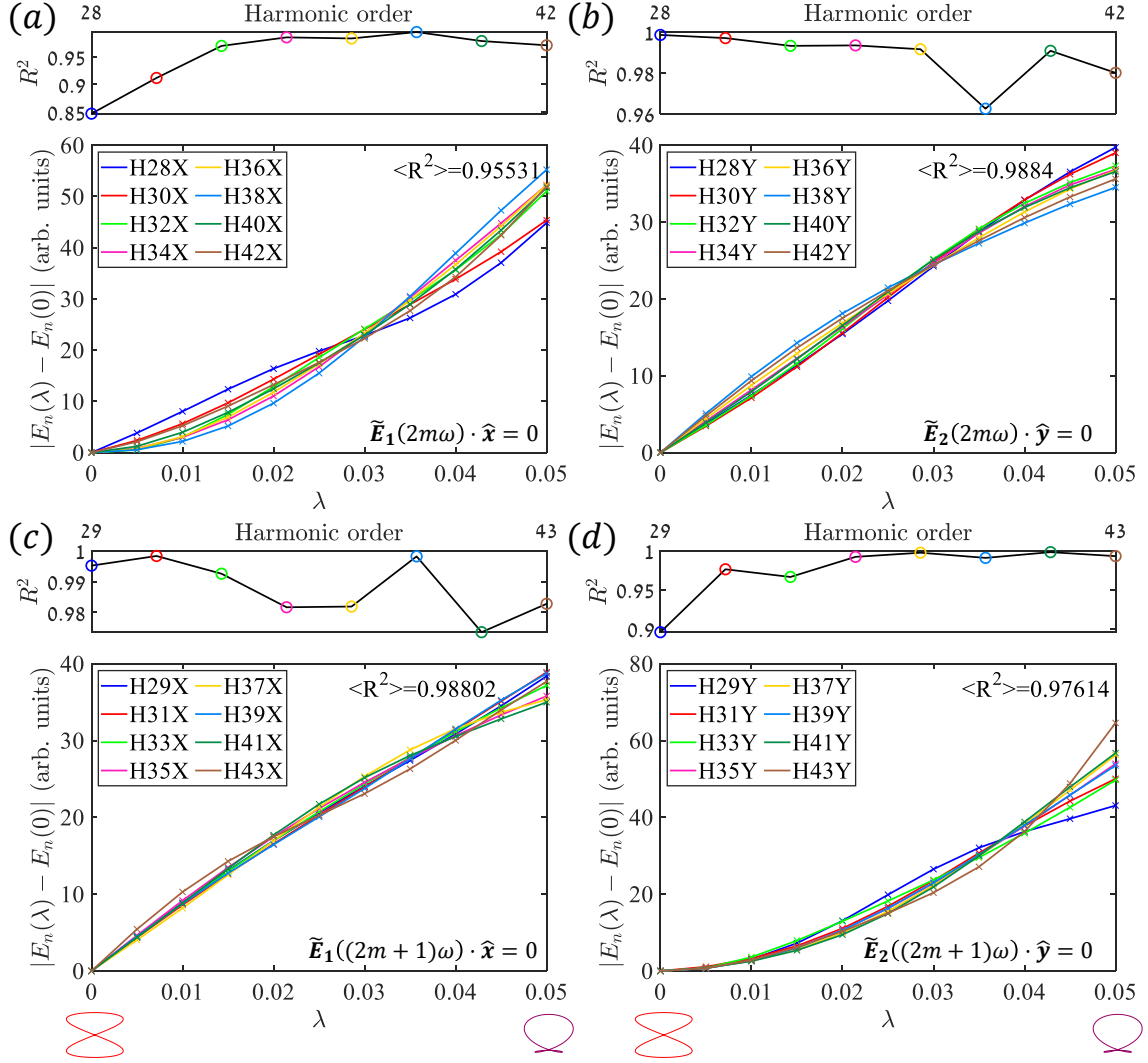 (a) 28 Harmonic order 42
R²
0.95
0.9
0.85
|Eₙ(λ) − Eₙ(0)| (arb. units)
60
50
40
30
20
10
0
H28X H36X
H30X H38X
H32X H40X
H34X H42X
<R²>=0.95531
Ẽ₁(2mω) · x̂ = 0
0 0.01 0.02 0.03 0.04 0.05
λ
(b) 28 Harmonic order 42
R²
1
0.98
0.96
|Eₙ(λ) − Eₙ(0)| (arb. units)
40
30
20
10
0
H28Y H36Y
H30Y H38Y
H32Y H40Y
H34Y H42Y
<R²>=0.9884
Ẽ₂(2mω) · ŷ = 0
0 0.01 0.02 0.03 0.04 0.05
λ
(c) 29 Harmonic order 43
R²
1
0.99
0.98
|Eₙ(λ) − Eₙ(0)| (arb. units)
40
30
20
10
0
H29X H37X
H31X H39X
H33X H41X
H35X H43X
<R²>=0.98802
Ẽ₁((2m + 1)ω) · x̂ = 0
0 0.01 0.02 0.03 0.04 0.05
λ
(d) 29 Harmonic order 43
R²
1
0.95
0.9
|Eₙ(λ) − Eₙ(0)| (arb. units)
80
60
40
20
0
H29Y H37Y
H31Y H39Y
H33Y H41Y
H35Y H43Y
<R²>=0.97614
Ẽ₂((2m + 1)ω) · ŷ = 0
0 0.01 0.02 0.03 0.04 0.05
λ